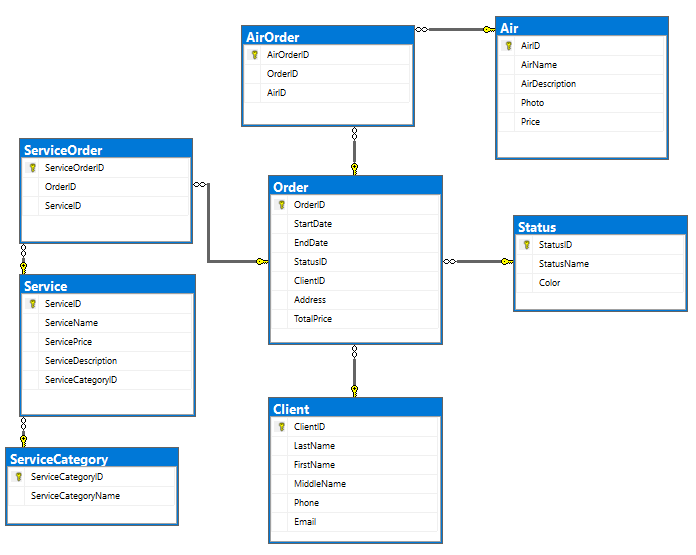 AirOrder
AirOrderID
OrderID
AirID
Air
AirID
AirName
AirDescription
Photo
Price
ServiceOrder
ServiceOrderID
OrderID
ServiceID
Order
OrderID
StartDate
EndDate
StatusID
ClientID
Address
TotalPrice
Status
StatusID
StatusName
Color
Service
ServiceID
ServiceName
ServicePrice
ServiceDescription
ServiceCategoryID
Client
ClientID
LastName
FirstName
MiddleName
Phone
Email
ServiceCategory
ServiceCategoryID
ServiceCategoryName